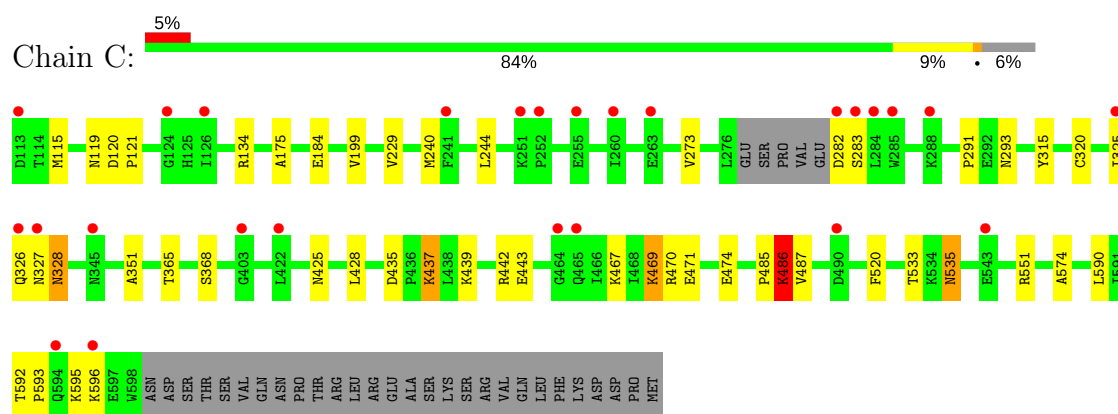 5%
Chain C:
84% 9% • 6%
D113 T114 M115 N119 D120 P121 G124 H125 I126 R134 A175 E184 V199 V229 M240 F241 L244 K251 P252 E255 I260 E263 V273 L276 GLU SER PRO VAL GLU D282 S283 L284 W285 K288 P291 E292 N293 Y315 C320
Q326 N327 N328 N345 A351 T365 S368 G403 L422 N425 L428 D435 P436 K437 L438 K439 R442 E443 G464 Q465 I466 K467 I468 K469 R470 E471 E474 P485 K486 V487 D490 F520 T533 K534 N535 E543 R551 A574 L590
T592 P593 Q594 K595 K596 E597 W598 ASN ASP SER THR SER VAL GLN ASN PRO THR ARG LEU ARG ARG GLU ALA SER LYS SER ARG VAL GLN LEU PHE LYS ASP ASP PRO MET